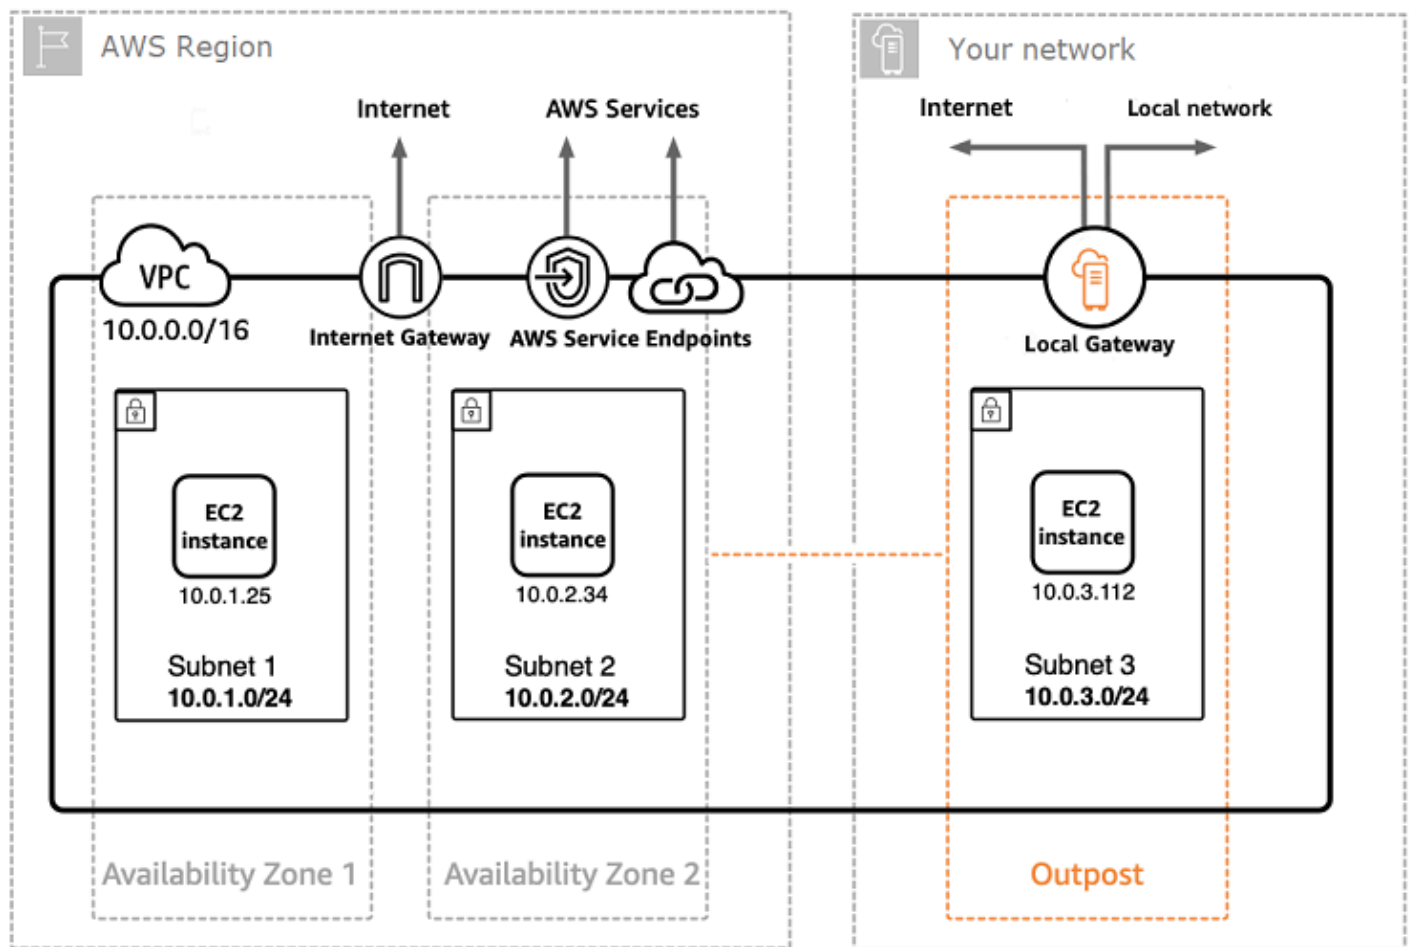 AWS Region
Your network
Internet
AWS Services
Internet
Local network
VPC
10.0.0.0/16
Internet Gateway
AWS Service Endpoints
Local Gateway
EC2
instance
10.0.1.25
Subnet 1
10.0.1.0/24
EC2
instance
10.0.2.34
Subnet 2
10.0.2.0/24
EC2
instance
10.0.3.112
Subnet 3
10.0.3.0/24
Availability Zone 1
Availability Zone 2
Outpost